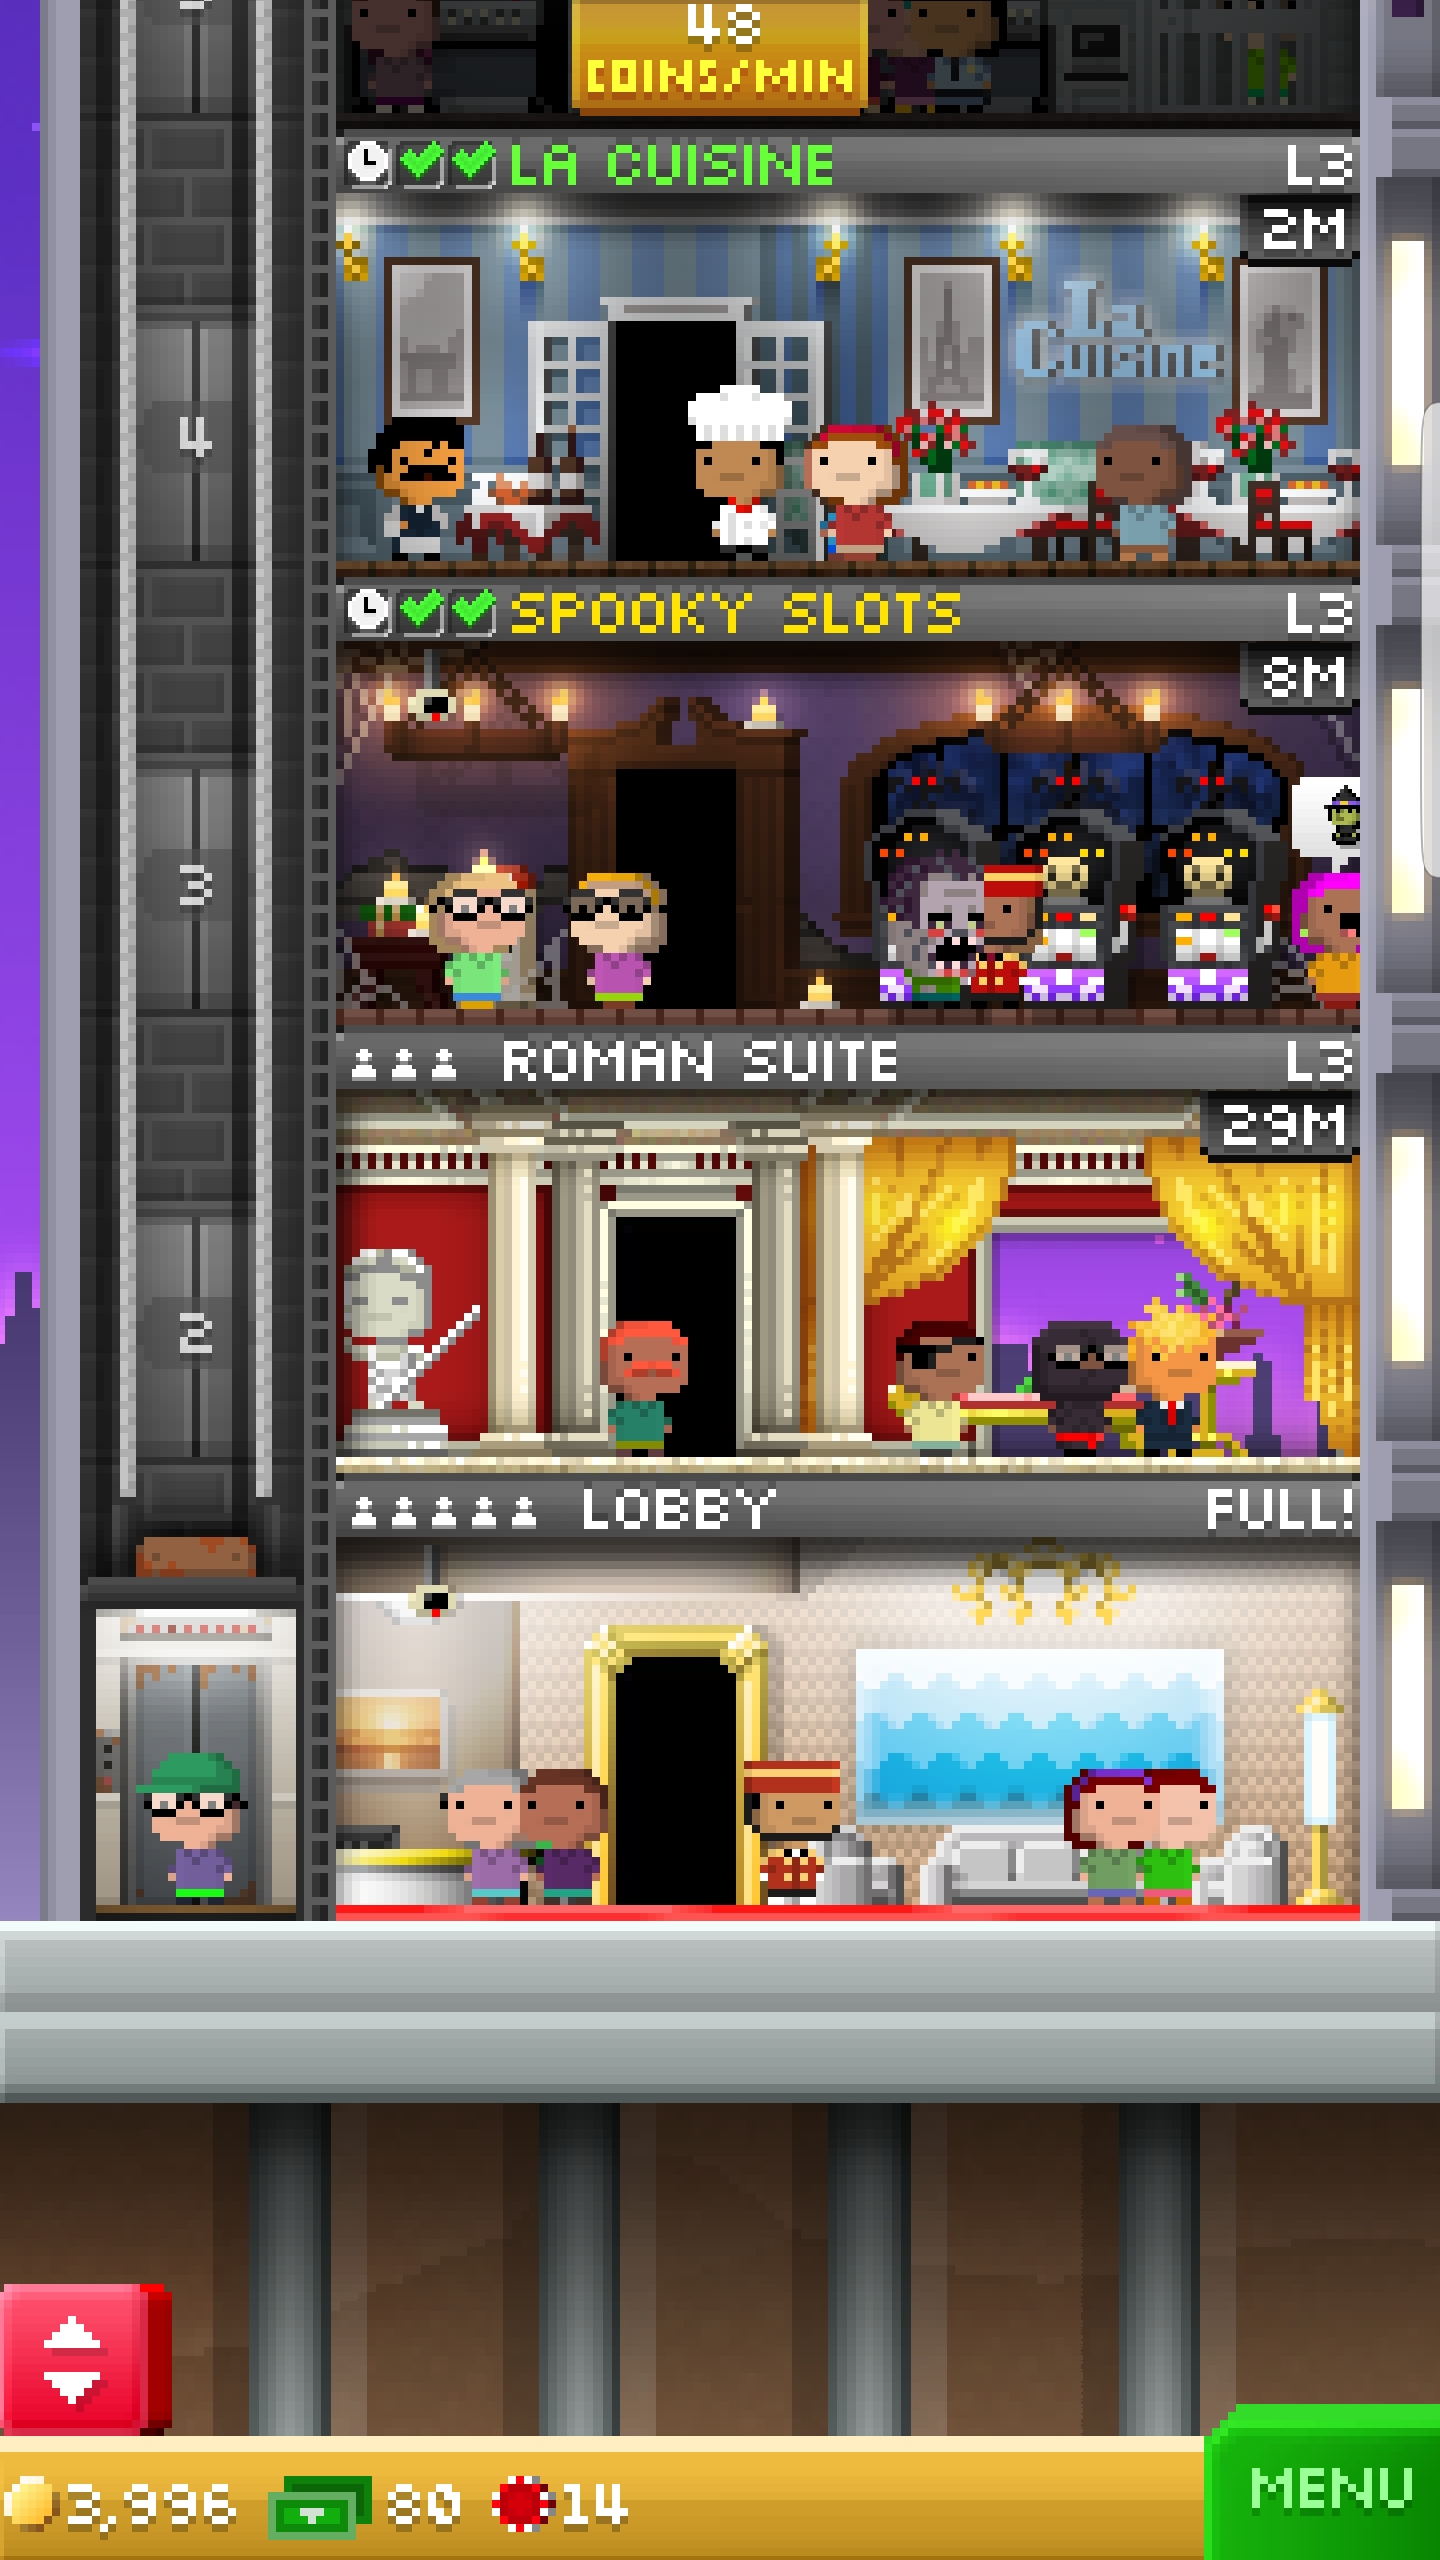 48
COINS/MIN
LA CUISINE L3
2M
La
Cuisine
4
SPOOKY SLOTS L3
8M
3
ROMAN SUITE L3
29M
2
LOBBY FULL!
3,996 80 14
MENU